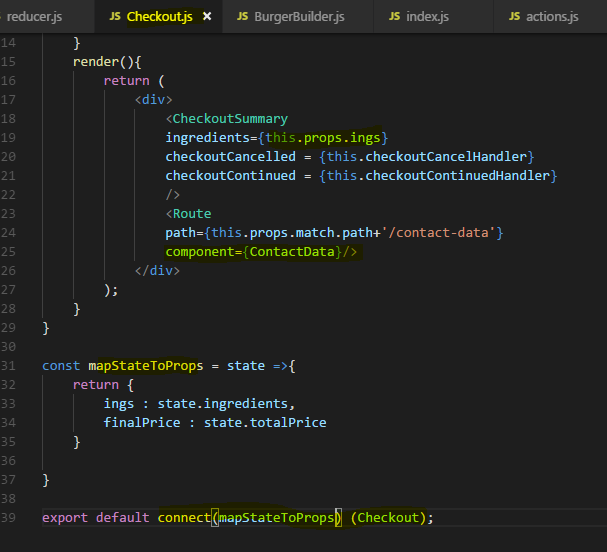 reducer.js JS Checkout.js × JS BurgerBuilder.js JS index.js JS actions.js
14 }
15 render(){
16 return (
17 <div>
18 <CheckoutSummary
19 ingredients={this.props.ings}
20 checkoutCancelled = {this.checkoutCancelHandler}
21 checkoutContinued = {this.checkoutContinuedHandler}
22 />
23 <Route
24 path={this.props.match.path+'/contact-data'}
25 component={ContactData}/>
26 </div>
27 );
28 }
29 }
30
31 const mapStateToProps = state =>{
32 return {
33 ings : state.ingredients,
34 finalPrice : state.totalPrice
35 }
36
37 }
38
39 export default connect(mapStateToProps) (Checkout);